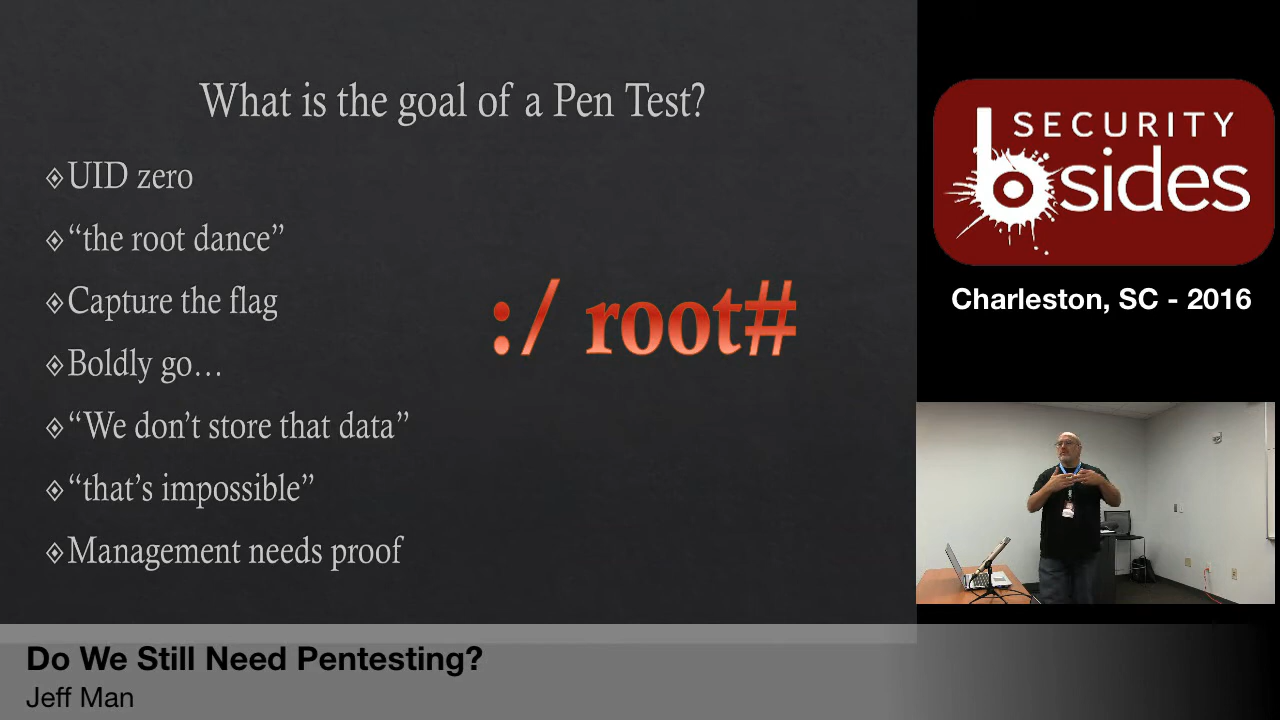 What is the goal of a Pen Test?
UID zero
“the root dance”
Capture the flag
Boldly go…
“We don’t store that data”
“that’s impossible”
Management needs proof
:/ root#
SECURITY
bsides
Charleston, SC - 2016
Do We Still Need Pentesting?
Jeff Man